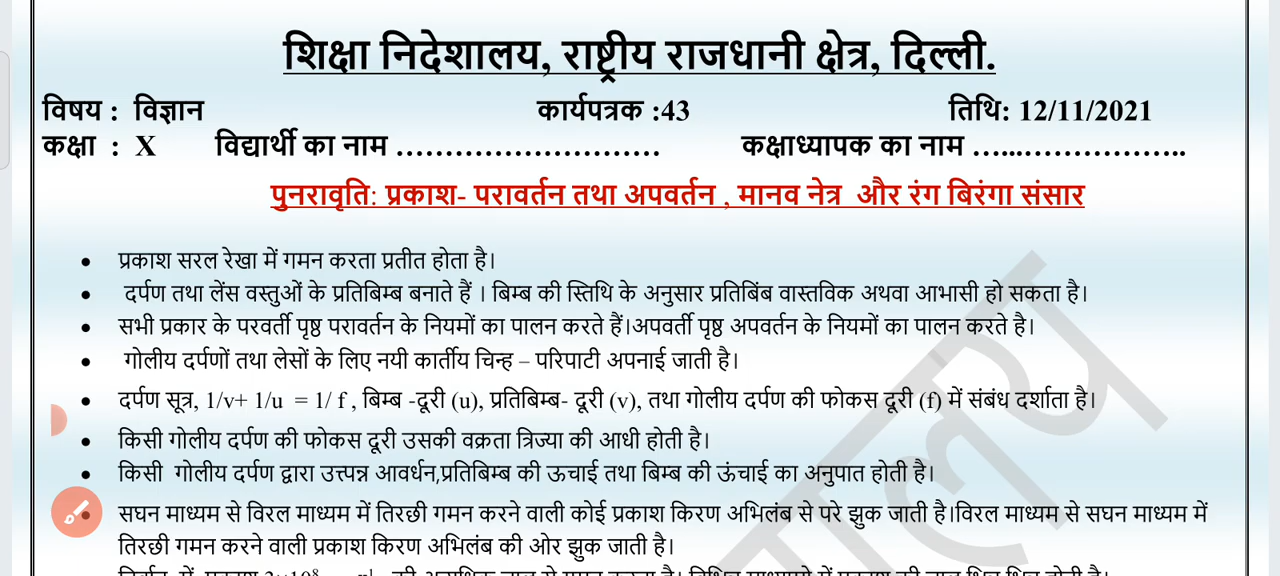 शिक्षा निदेशालय, राष्ट्रीय राजधानी क्षेत्र, दिल्ली.
विषय : विज्ञान कार्यपत्रक :43 तिथि: 12/11/2021
कक्षा : X विद्यार्थी का नाम ........................... कक्षाध्यापक का नाम .........................
पुनरावृति: प्रकाश- परावर्तन तथा अपवर्तन , मानव नेत्र और रंग बिरंगा संसार
• प्रकाश सरल रेखा में गमन करता प्रतीत होता है।
• दर्पण तथा लेंस वस्तुओं के प्रतिबिम्ब बनाते हैं । बिम्ब की स्तिथि के अनुसार प्रतिबिंब वास्तविक अथवा आभासी हो सकता है।
• सभी प्रकार के परवर्ती पृष्ठ परावर्तन के नियमों का पालन करते हैं।अपवर्ती पृष्ठ अपवर्तन के नियमों का पालन करते है।
• गोलीय दर्पणों तथा लेसों के लिए नयी कार्तीय चिन्ह – परिपाटी अपनाई जाती है।
• दर्पण सूत्र, 1/v+ 1/u = 1/ f , बिम्ब -दूरी (u), प्रतिबिम्ब- दूरी (v), तथा गोलीय दर्पण की फोकस दूरी (f) में संबंध दर्शाता है।
• किसी गोलीय दर्पण की फोकस दूरी उसकी वक्रता त्रिज्या की आधी होती है।
• किसी गोलीय दर्पण द्वारा उत्त्पन्न आवर्धन,प्रतिबिम्ब की ऊचाई तथा बिम्ब की ऊंचाई का अनुपात होती है।
सघन माध्यम से विरल माध्यम में तिरछी गमन करने वाली कोई प्रकाश किरण अभिलंब से परे झुक जाती है।विरल माध्यम से सघन माध्यम में
तिरछी गमन करने वाली प्रकाश किरण अभिलंब की ओर झुक जाती है।